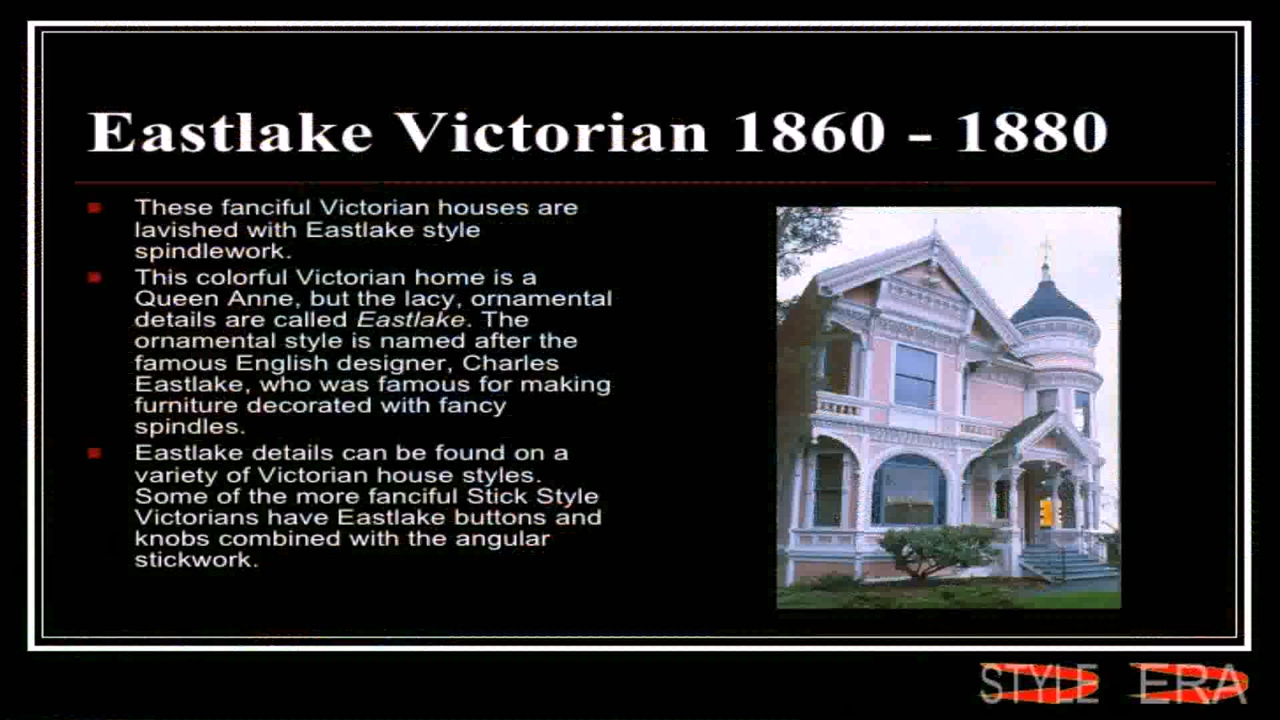 Eastlake Victorian 1860 - 1880
These fanciful Victorian houses are
lavished with Eastlake style
spindlework.
This colorful Victorian home is a
Queen Anne, but the lacy, ornamental
details are called Eastlake. The
ornamental style is named after the
famous English designer, Charles
Eastlake, who was famous for making
furniture decorated with fancy
spindles.
Eastlake details can be found on a
variety of Victorian house styles.
Some of the more fanciful Stick Style
Victorians have Eastlake buttons and
knobs combined with the angular
stickwork.
STYLE ERA